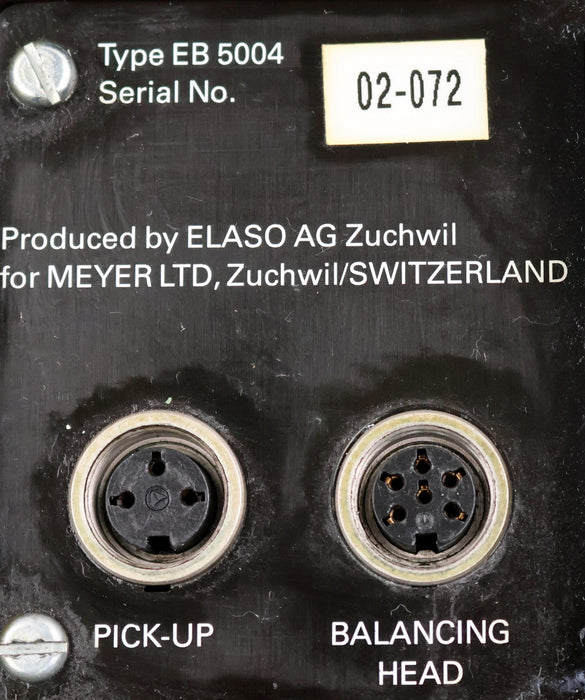 Type EB 5004
Serial No. 02-072
Produced by ELASO AG Zuchwil
for MEYER LTD, Zuchwil/SWITZERLAND
PICK-UP
BALANCING
HEAD